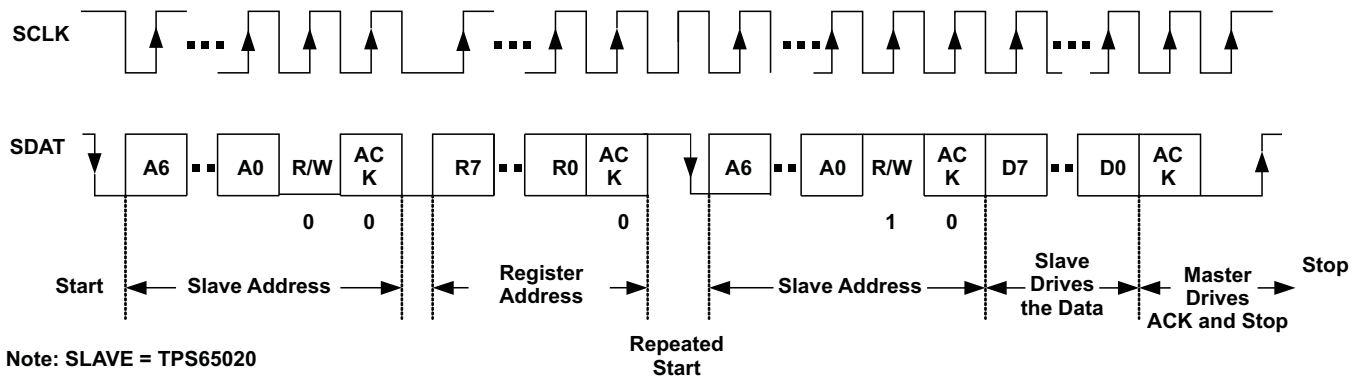 SCLK
SDAT
A6 A0 R/W AC K R7 R0 AC K A6 A0 R/W AC K D7 D0 AC K
0 0 0 1 0
Start Slave Address Register Address Repeated Start Slave Address Slave Drives the Data Master Drives ACK and Stop Stop
Note: SLAVE = TPS65020